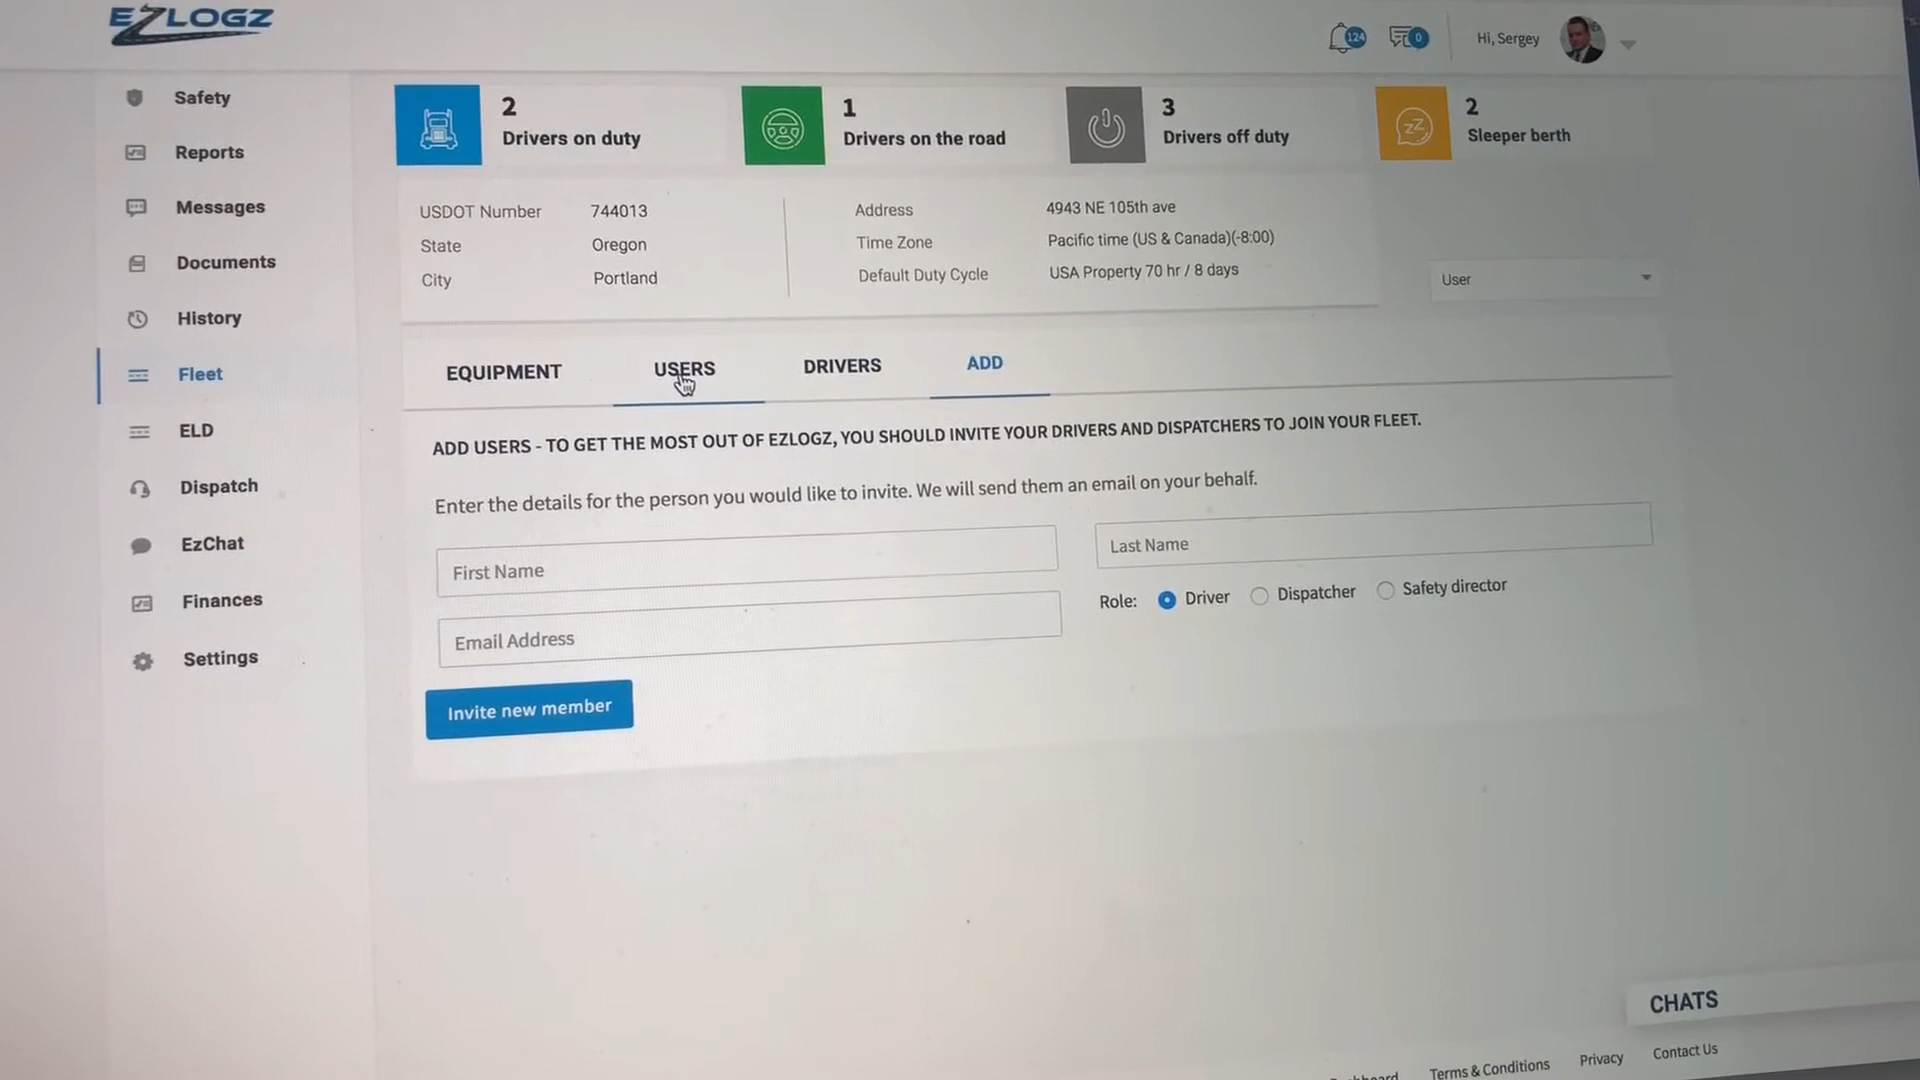 EZLOGZ
124
0
Hi, Sergey
Safety
Reports
Messages
Documents
History
Fleet
ELD
Dispatch
EzChat
Finances
Settings
2
Drivers on duty
1
Drivers on the road
3
Drivers off duty
zZ
2
Sleeper berth
USDOT Number 744013
State Oregon
City Portland
Address 4943 NE 105th ave
Time Zone Pacific time (US & Canada)(-8:00)
Default Duty Cycle USA Property 70 hr / 8 days
User
EQUIPMENT USERS DRIVERS ADD
ADD USERS - TO GET THE MOST OUT OF EZLOGZ, YOU SHOULD INVITE YOUR DRIVERS AND DISPATCHERS TO JOIN YOUR FLEET.
Enter the details for the person you would like to invite. We will send them an email on your behalf.
First Name
Last Name
Email Address
Role: Driver Dispatcher Safety director
Invite new member
CHATS
Terms & Conditions Privacy Contact Us